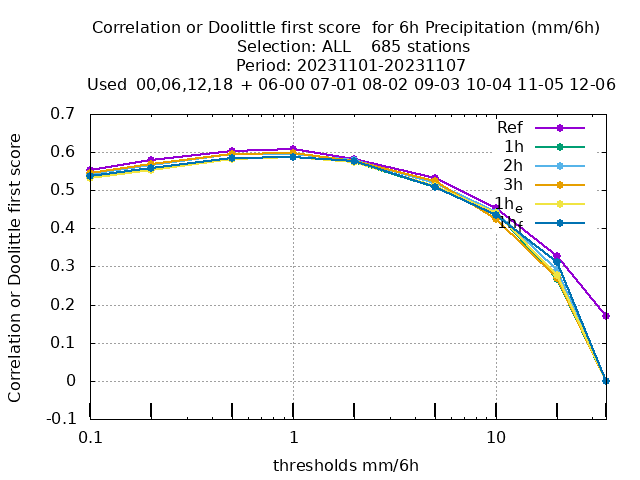 Correlation or Doolittle first score  for 6h Precipitation (mm/6h)
Selection: ALL    685 stations
Period: 20231101-20231107
Used  00,06,12,18  + 06-00 07-01 08-02 09-03 10-04 11-05 12-06
Correlation or Doolittle first score
0.7
0.6
0.5
0.4
0.3
0.2
0.1
0
-0.1
Ref
1h
2h
3h
1he
0.1
1
10
thresholds mm/6h